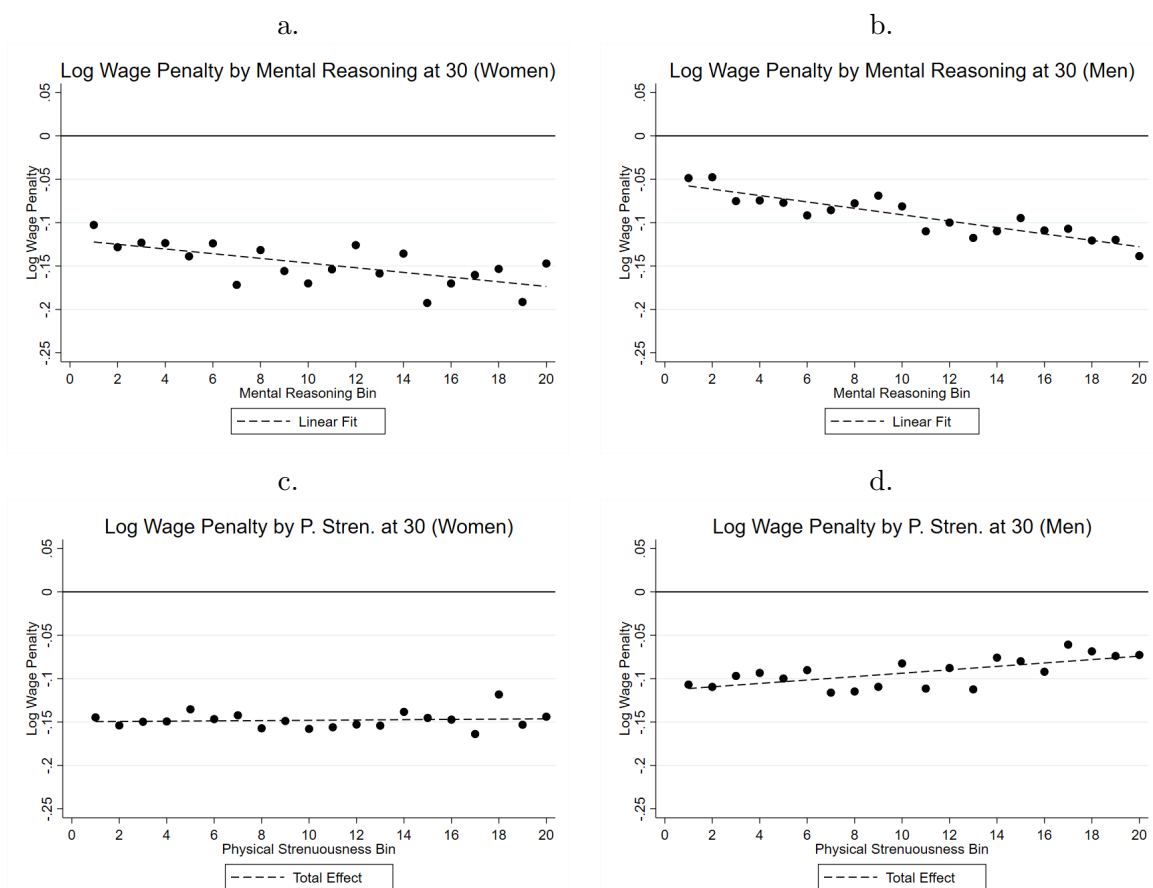 a.
Log Wage Penalty by Mental Reasoning at 30 (Women)
Log Wage Penalty
.05
0
-.05
-.1
-.15
-.2
-.25
0 2 4 6 8 10 12 14 16 18 20
Mental Reasoning Bin
Linear Fit
b.
Log Wage Penalty by Mental Reasoning at 30 (Men)
Log Wage Penalty
.05
0
-.05
-.1
-.15
-.2
-.25
0 2 4 6 8 10 12 14 16 18 20
Mental Reasoning Bin
Linear Fit
c.
Log Wage Penalty by P. Stren. at 30 (Women)
Log Wage Penalty
.05
0
-.05
-.1
-.15
-.2
-.25
0 2 4 6 8 10 12 14 16 18 20
Physical Strenuousness Bin
Total Effect
d.
Log Wage Penalty by P. Stren. at 30 (Men)
Log Wage Penalty
.05
0
-.05
-.1
-.15
-.2
-.25
0 2 4 6 8 10 12 14 16 18 20
Physical Strenuousness Bin
Total Effect